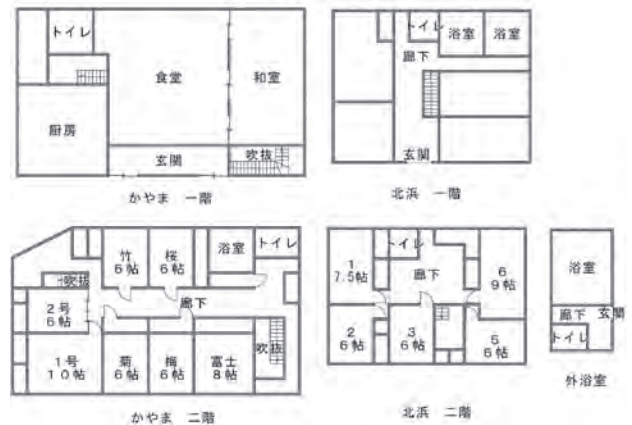 トイレ
食堂
和室
厨房
玄関
吹抜
かやま 一階
トイレ
浴室
浴室
廊下
玄関
北浜 一階
竹
6帖
桜
6帖
浴室
トイレ
吹抜
2号
6帖
廊下
1号
10帖
菊
6帖
梅
6帖
富士
8帖
吹抜
かやま 二階
1
7.5帖
トイレ
廊下
6
9帖
2
6帖
3
6帖
5
6帖
北浜 二階
浴室
廊下
玄関
トイレ
外浴室